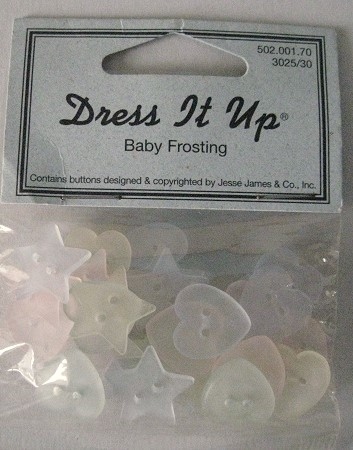 502.001.70
3025/30
Dress It Up®
Baby Frosting
Contains buttons designed & copyrighted by Jesse James & Co., Inc.